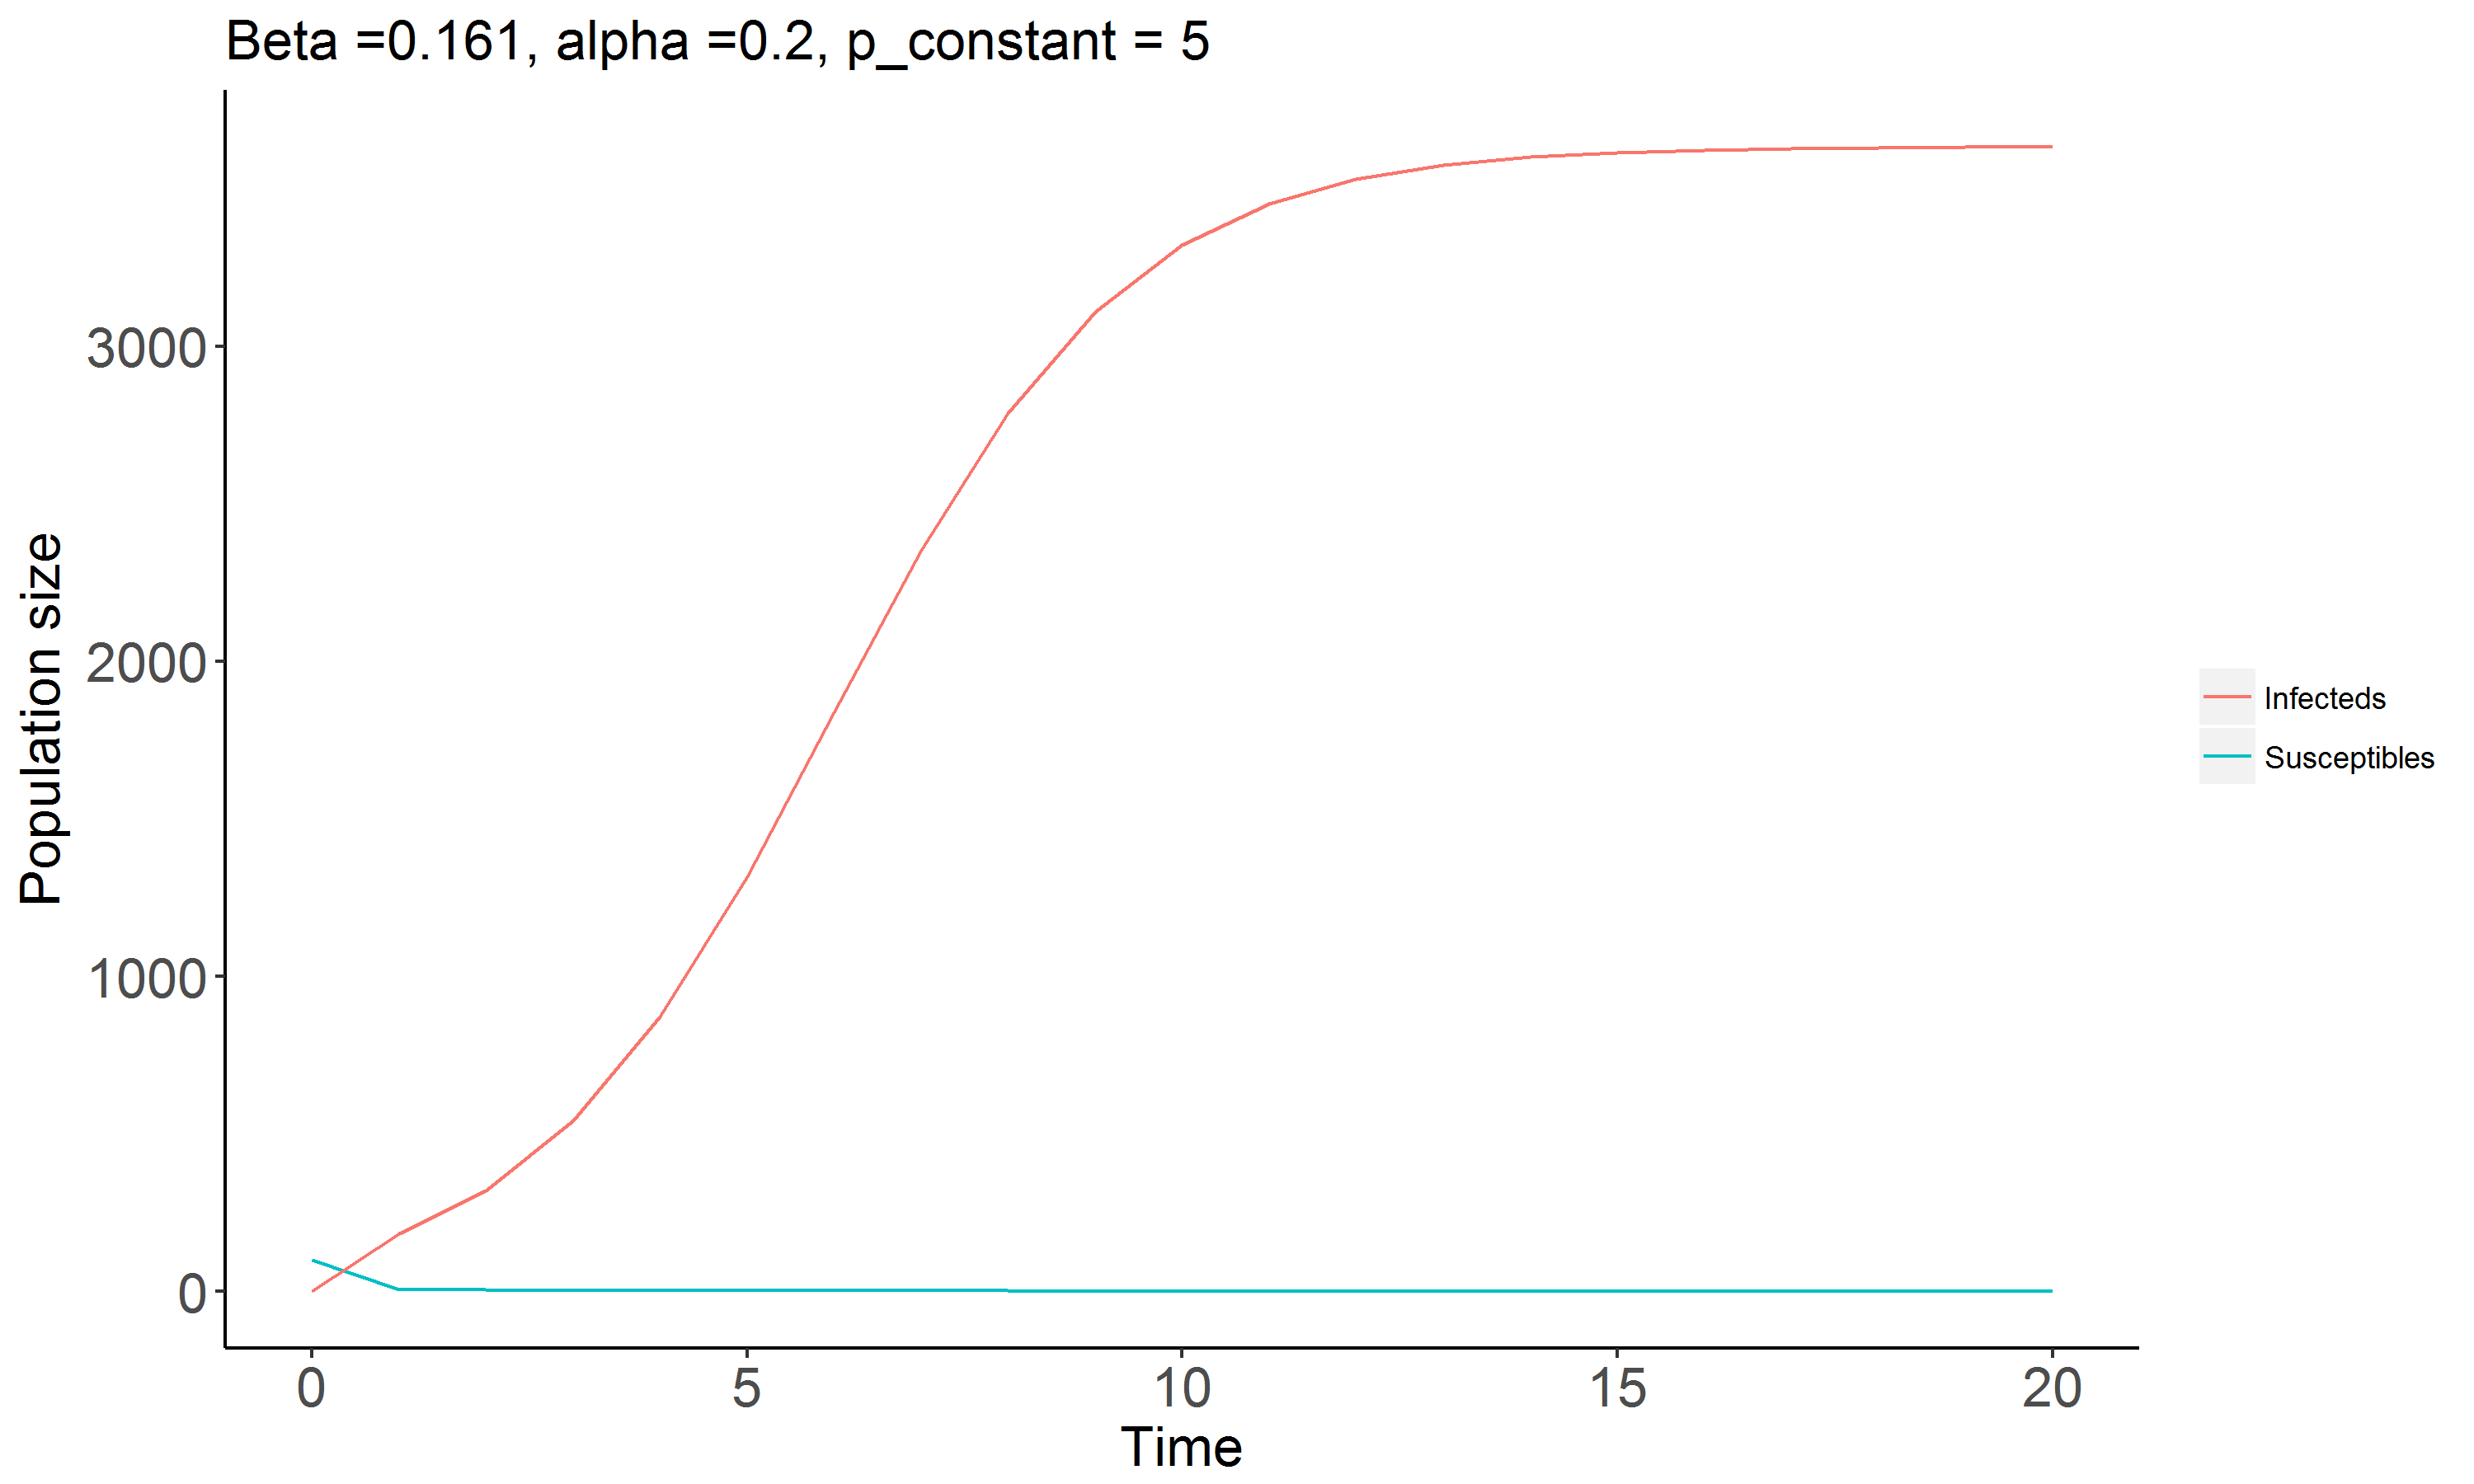 Beta =0.161, alpha =0.2, p_constant = 5
Population size
3000
2000
1000
0
0 5 10 15 20
Time
Infecteds
Susceptibles